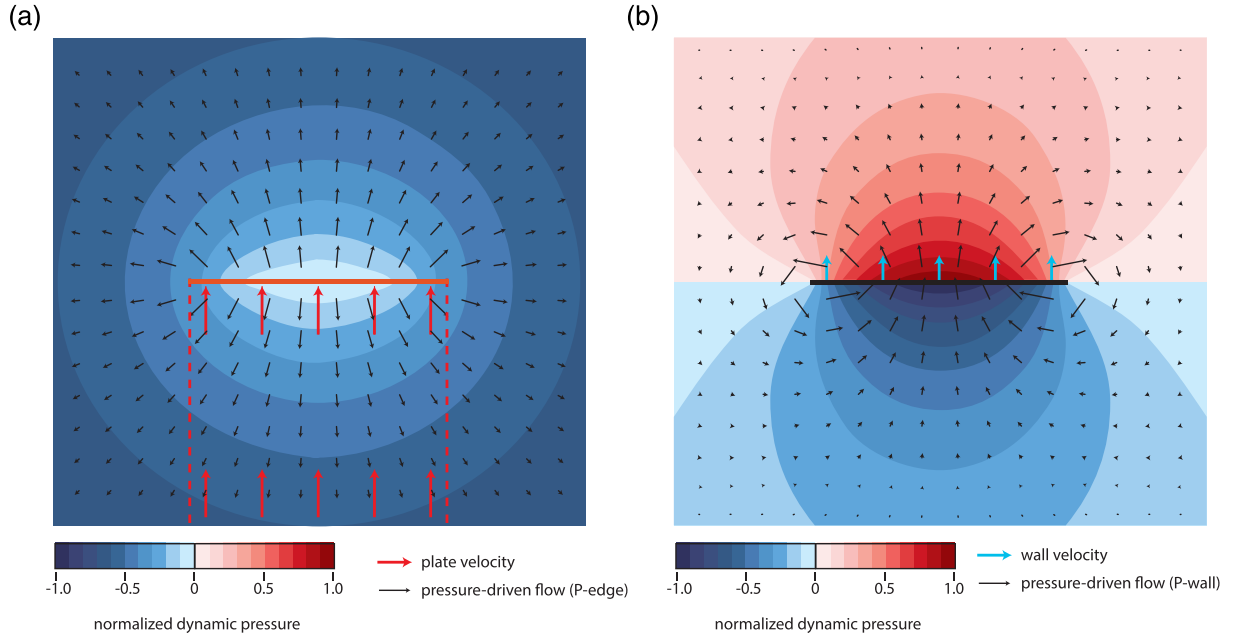 (a)
(b)
-1.0 -0.5 0 0.5 1.0
normalized dynamic pressure
plate velocity
pressure-driven flow (P-edge)
-1.0 -0.5 0 0.5 1.0
normalized dynamic pressure
wall velocity
pressure-driven flow (P-wall)